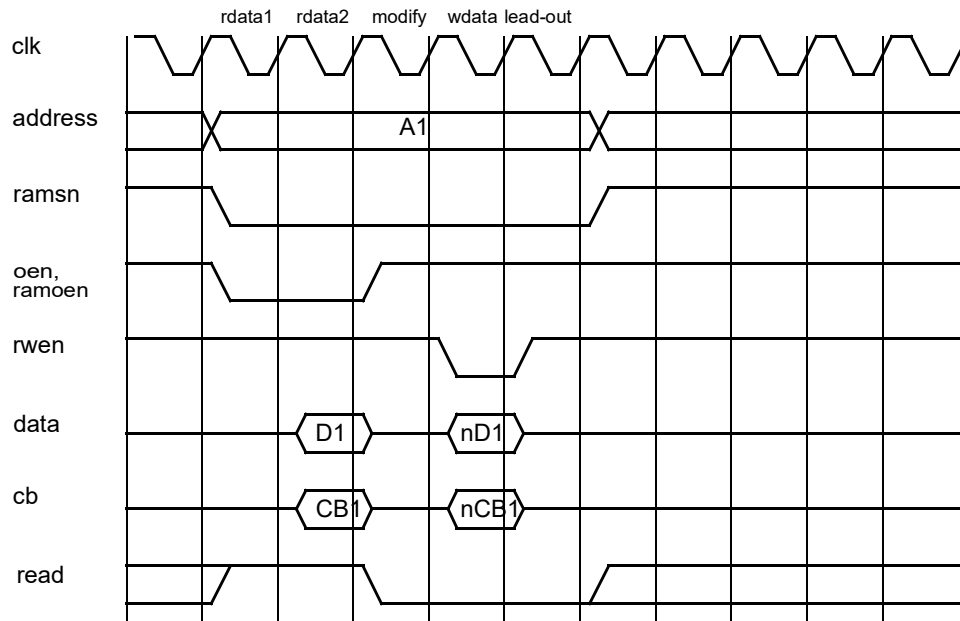 rdata1 rdata2 modify wdata lead-out
clk
address
A1
ramsn
oen,
ramoen
rwen
data
D1 nD1
cb
CB1 nCB1
read